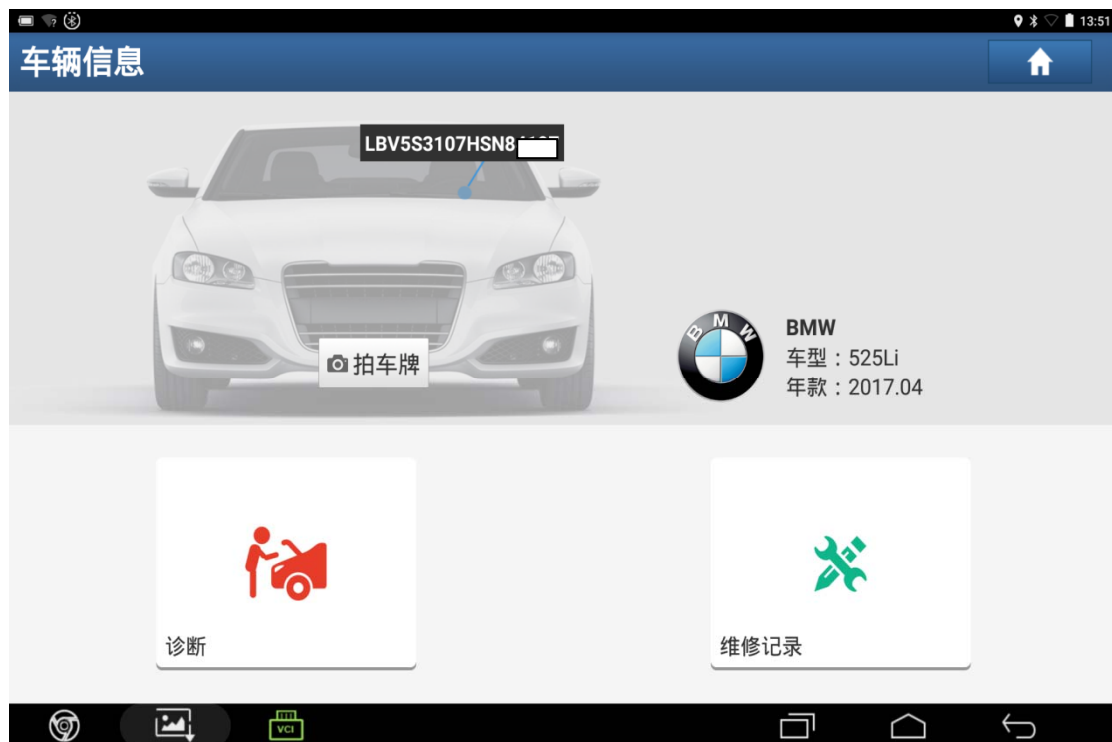 13:51
车辆信息
LBV5S3107HSN8
拍车牌
BMW
BMW
车型：525Li
年款：2017.04
诊断
维修记录
VCI